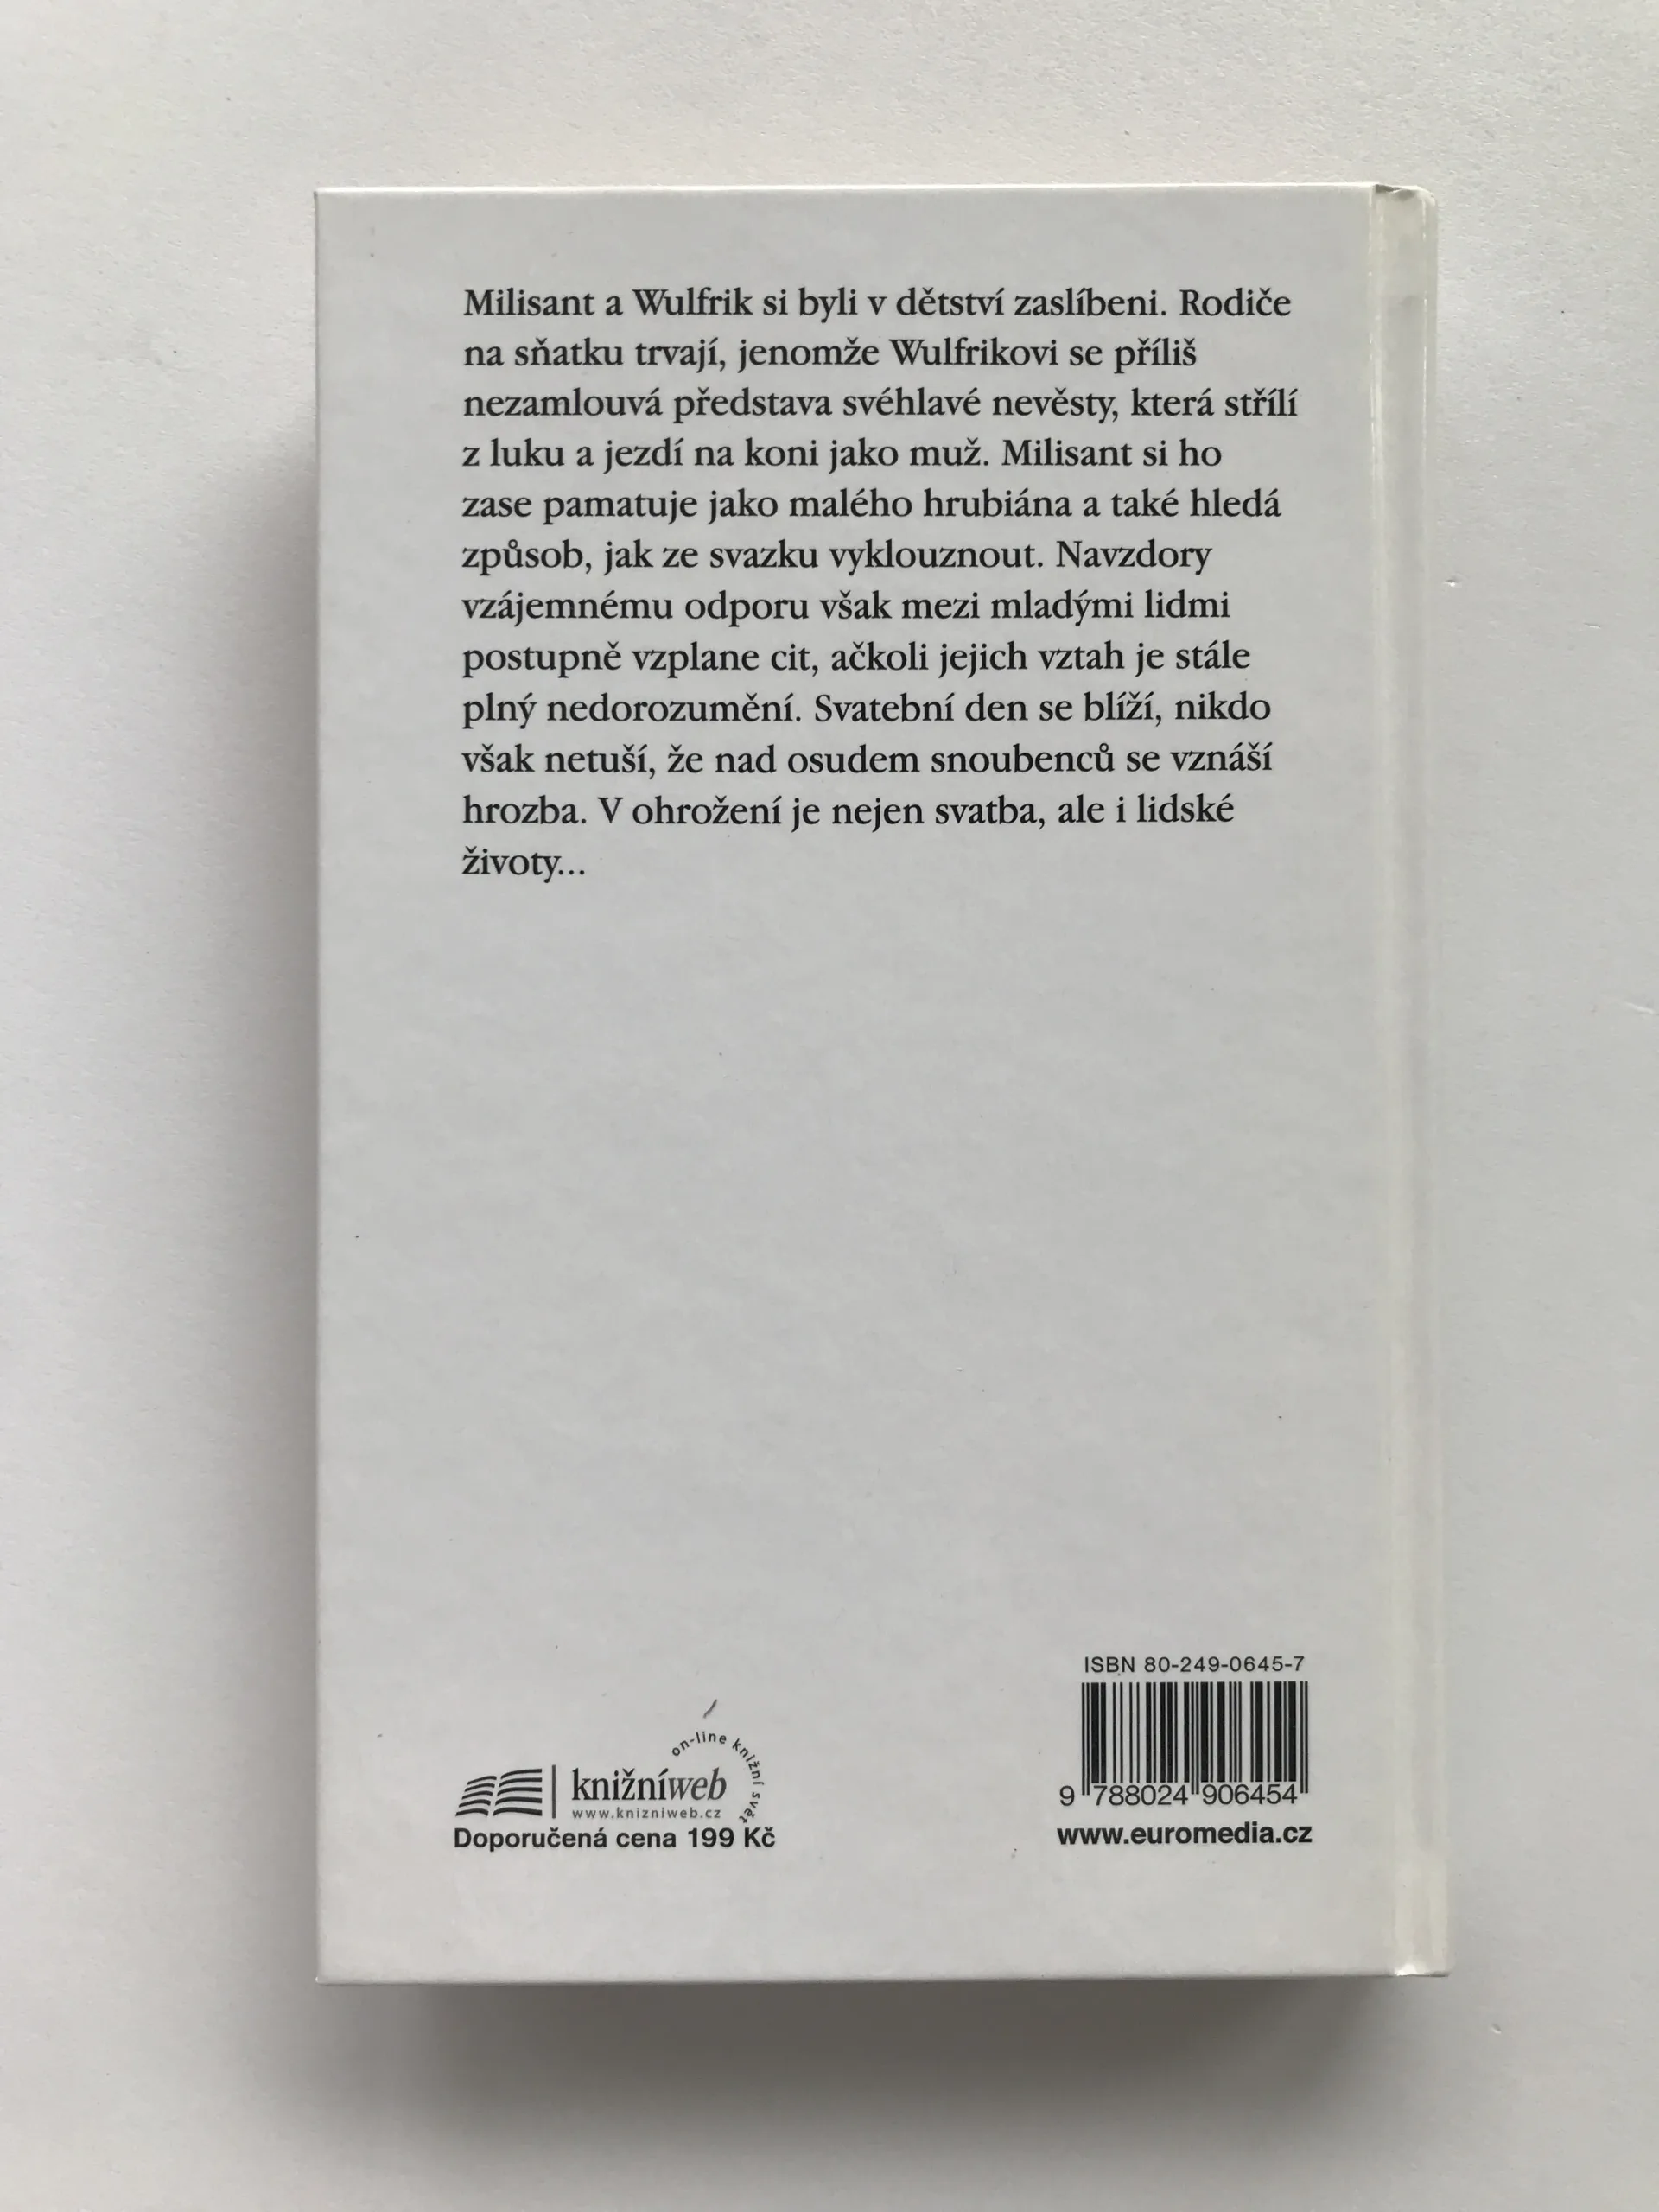 Milisant a Wulfrik si byli v dětství zaslíbeni. Rodiče
na sňatku trvají, jenomže Wulfrikovi se příliš
nezamlouvá představa svéhlavé nevěsty, která střílí
z luku a jezdí na koni jako muž. Milisant si ho
zase pamatuje jako malého hrubiána a také hledá
způsob, jak ze svazku vyklouznout. Navzdory
vzájemnému odporu však mezi mladými lidmi
postupně vzplane cit, ačkoli jejich vztah je stále
plný nedorozumění. Svatební den se blíží, nikdo
však netuší, že nad osudem snoubenců se vznáší
hrozba. V ohrožení je nejen svatba, ale i lidské
životy...
on-line knižní svět
knižníweb
www.knizniweb.cz
Doporučená cena 199 Kč
ISBN 80-249-0645-7
9 788024 906454
www.euromedia.cz